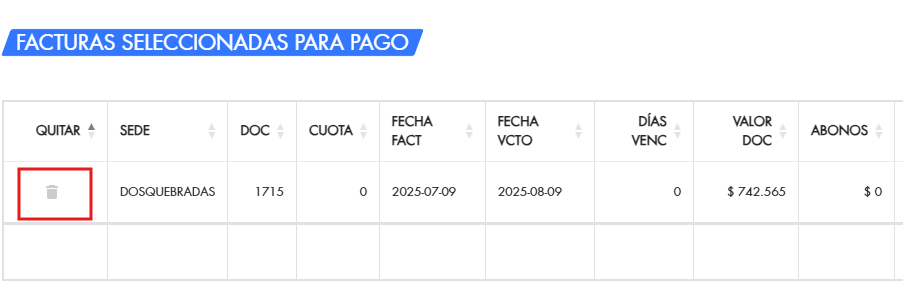 FACTURAS SELECCIONADAS PARA PAGO
QUITAR SEDE DOC CUOTA FECHA FACT FECHA VCTO DÍAS VENC VALOR DOC ABONOS
DOSQUEBRADAS 1715 0 2025-07-09 2025-08-09 0 $ 742.565 $ 0